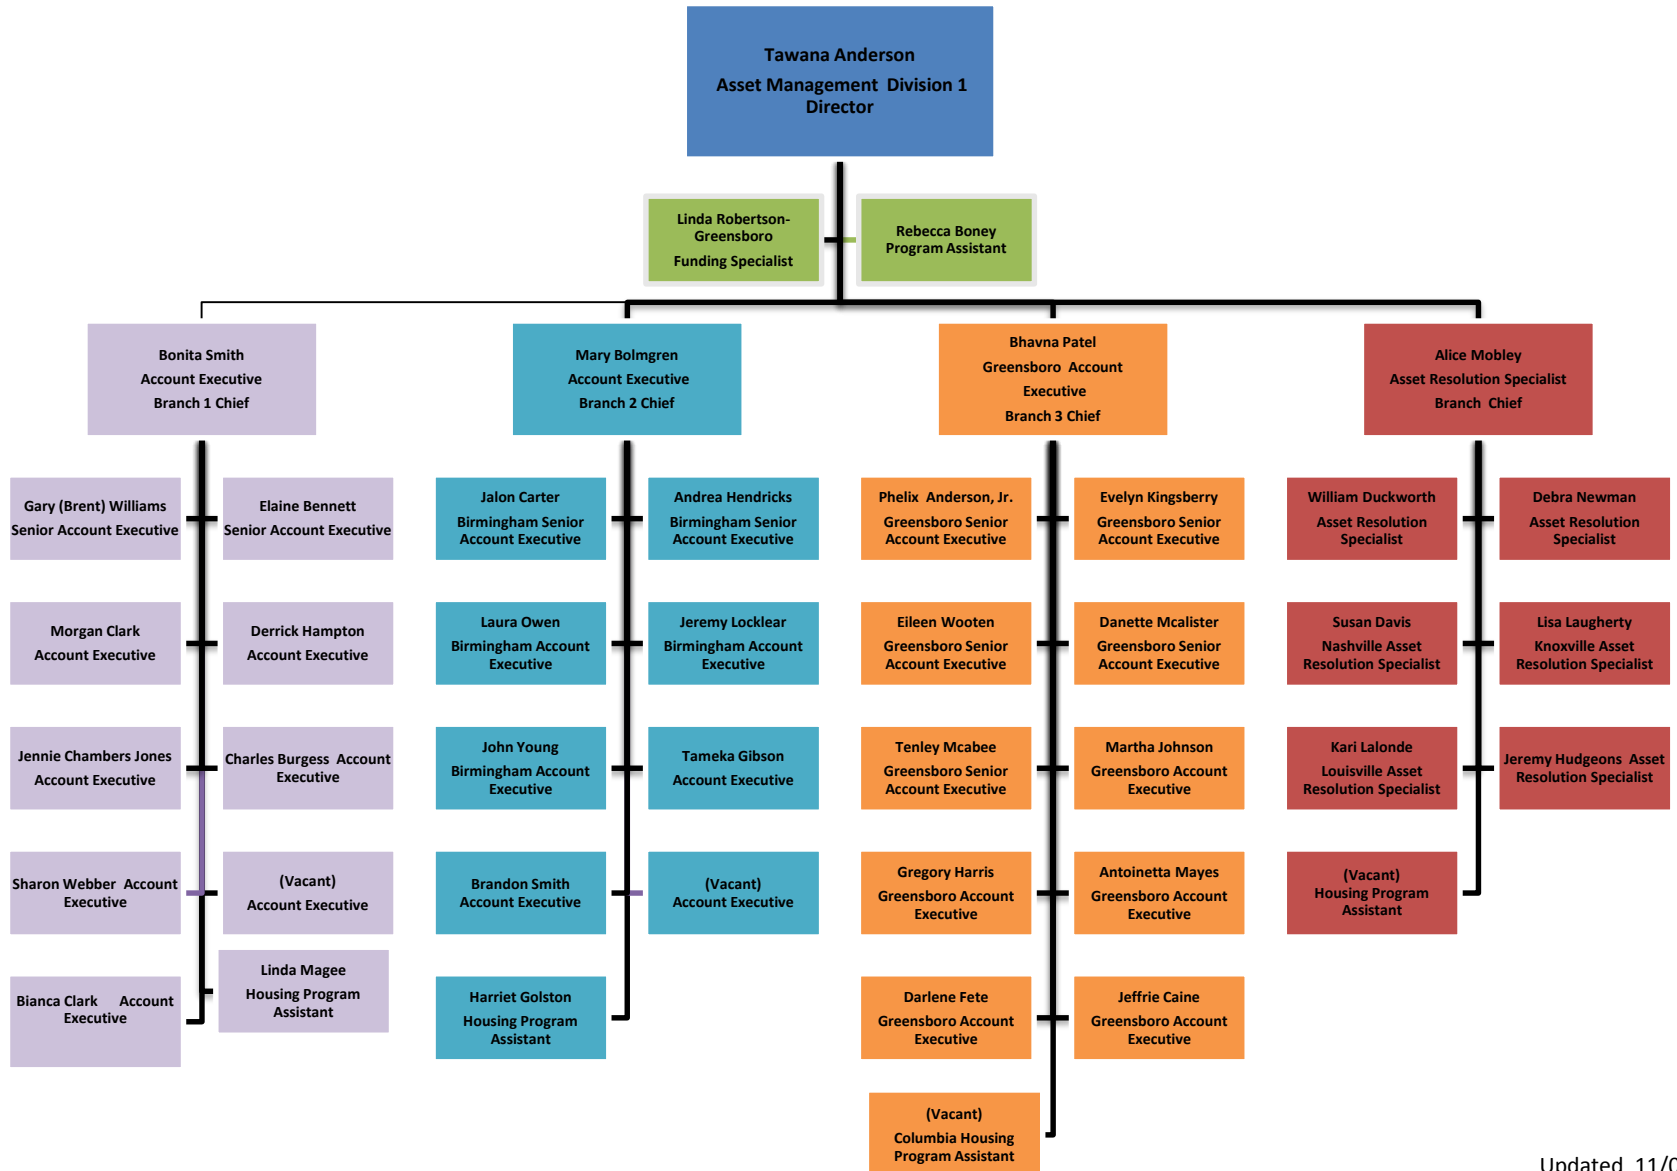 Tawana Anderson
Asset Management Division 1
Director
Linda Robertson-
Greensboro
Funding Specialist
Rebecca Boney
Program Assistant
Bonita Smith
Account Executive
Branch 1 Chief
Mary Bolmgren
Account Executive
Branch 2 Chief
Bhavna Patel
Greensboro Account
Executive
Branch 3 Chief
Alice Mobley
Asset Resolution Specialist
Branch Chief
Gary (Brent) Williams
Senior Account Executive
Elaine Bennett
Senior Account Executive
Jalon Carter
Birmingham Senior
Account Executive
Andrea Hendricks
Birmingham Senior
Account Executive
Phelix Anderson, Jr.
Greensboro Senior
Account Executive
Evelyn Kingsberry
Greensboro Senior
Account Executive
William Duckworth
Asset Resolution
Specialist
Debra Newman
Asset Resolution
Specialist
Morgan Clark
Account Executive
Derrick Hampton
Account Executive
Laura Owen
Birmingham Account
Executive
Jeremy Locklear
Birmingham Account
Executive
Eileen Wooten
Greensboro Senior
Account Executive
Danette Mcalister
Greensboro Senior
Account Executive
Susan Davis
Nashville Asset
Resolution Specialist
Lisa Laugherty
Knoxville Asset
Resolution Specialist
Jennie Chambers Jones
Account Executive
Charles Burgess Account
Executive
John Young
Birmingham Account
Executive
Tameka Gibson
Account Executive
Tenley Mcabee
Greensboro Senior
Account Executive
Martha Johnson
Greensboro Account
Executive
Kari Lalonde
Louisville Asset
Resolution Specialist
Jeremy Hudgeons Asset
Resolution Specialist
Sharon Webber Account
Executive
(Vacant)
Account Executive
Brandon Smith
Account Executive
(Vacant)
Account Executive
Gregory Harris
Greensboro Account
Executive
Antoinetta Mayes
Greensboro Account
Executive
(Vacant)
Housing Program
Assistant
Bianca Clark Account
Executive
Linda Magee
Housing Program
Assistant
Harriet Golston
Housing Program
Assistant
Darlene Fete
Greensboro Account
Executive
Jeffrie Caine
Greensboro Account
Executive
(Vacant)
Columbia Housing
Program Assistant
Updated 11/0